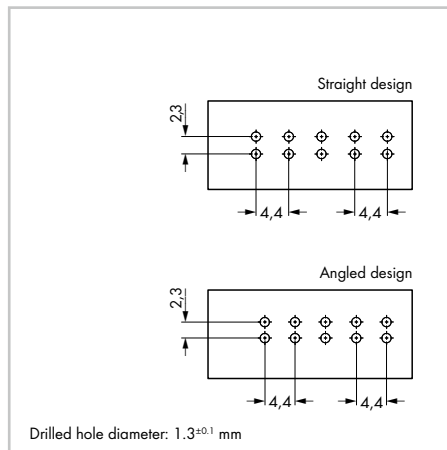 Straight design
2,3
4,4 4,4
Angled design
2,3
4,4 4,4
Drilled hole diameter: 1.3±0.1 mm